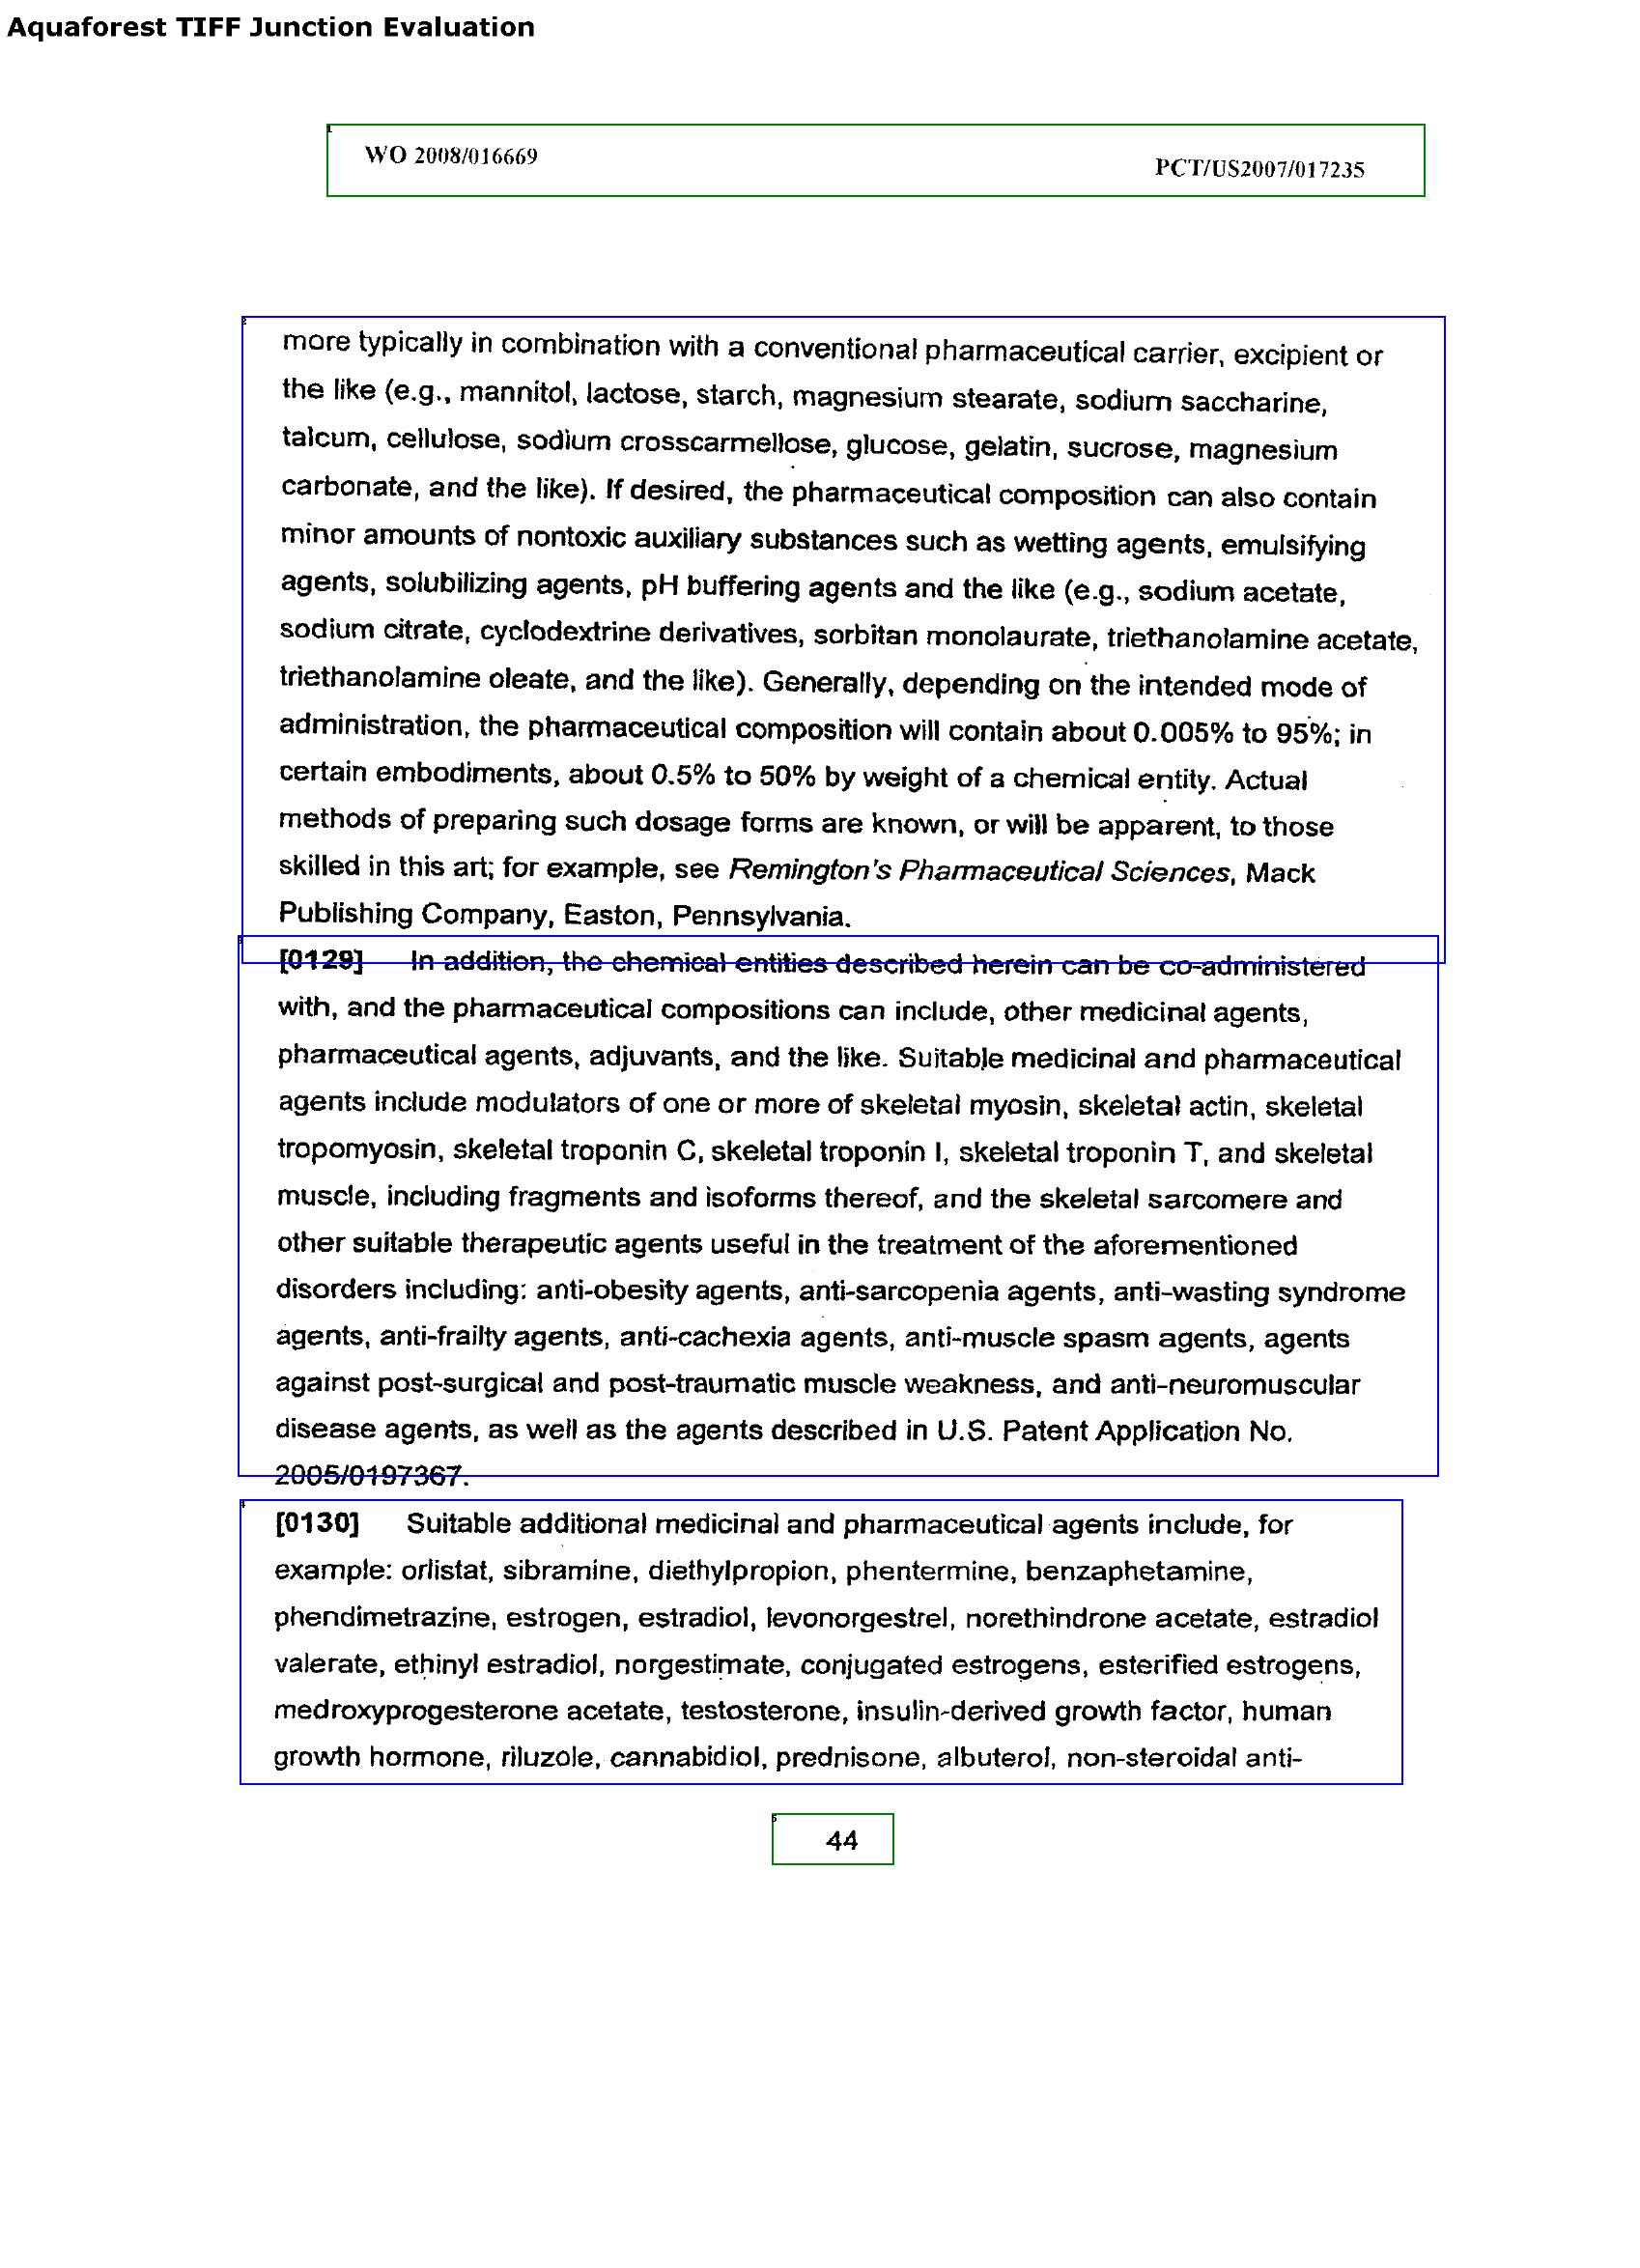 Aquaforest TIFF Junction Evaluation
1
WO 2008/016669
PCT/US2007/017235
2
more typically in combination with a conventional pharmaceutical carrier, excipient or
the like (e.g., mannitol, lactose, starch, magnesium stearate, sodium saccharine,
talcum, cellulose, sodium crosscarmellose, glucose, gelatin, sucrose, magnesium
carbonate, and the like). If desired, the pharmaceutical composition can also contain
minor amounts of nontoxic auxiliary substances such as wetting agents, emulsifying
agents, solubilizing agents, pH buffering agents and the like (e.g., sodium acetate,
sodium citrate, cyclodextrine derivatives, sorbitan monolaurate, triethanolamine acetate,
triethanolamine oleate, and the like). Generally, depending on the intended mode of
administration, the pharmaceutical composition will contain about 0.005% to 95%; in
certain embodiments, about 0.5% to 50% by weight of a chemical entity. Actual
methods of preparing such dosage forms are known, or will be apparent, to those
skilled in this art; for example, see Remington's Pharmaceutical Sciences, Mack
Publishing Company, Easton, Pennsylvania.
3
[0129] In addition, the chemical entities described herein can be co-administered
with, and the pharmaceutical compositions can include, other medicinal agents,
pharmaceutical agents, adjuvants, and the like. Suitable medicinal and pharmaceutical
agents include modulators of one or more of skeletal myosin, skeletal actin, skeletal
tropomyosin, skeletal troponin C, skeletal troponin I, skeletal troponin T, and skeletal
muscle, including fragments and isoforms thereof, and the skeletal sarcomere and
other suitable therapeutic agents useful in the treatment of the aforementioned
disorders including: anti-obesity agents, anti-sarcopenia agents, anti-wasting syndrome
agents, anti-frailty agents, anti-cachexia agents, anti-muscle spasm agents, agents
against post-surgical and post-traumatic muscle weakness, and anti-neuromuscular
disease agents, as well as the agents described in U.S. Patent Application No.
2005/0197367.
4
[0130] Suitable additional medicinal and pharmaceutical agents include, for
example: orlistat, sibramine, diethylpropion, phentermine, benzaphetamine,
phendimetrazine, estrogen, estradiol, levonorgestrel, norethindrone acetate, estradiol
valerate, ethinyl estradiol, norgestimate, conjugated estrogens, esterified estrogens,
medroxyprogesterone acetate, testosterone, insulin-derived growth factor, human
growth hormone, riluzole, cannabidiol, prednisone, albuterol, non-steroidal anti-
5
44